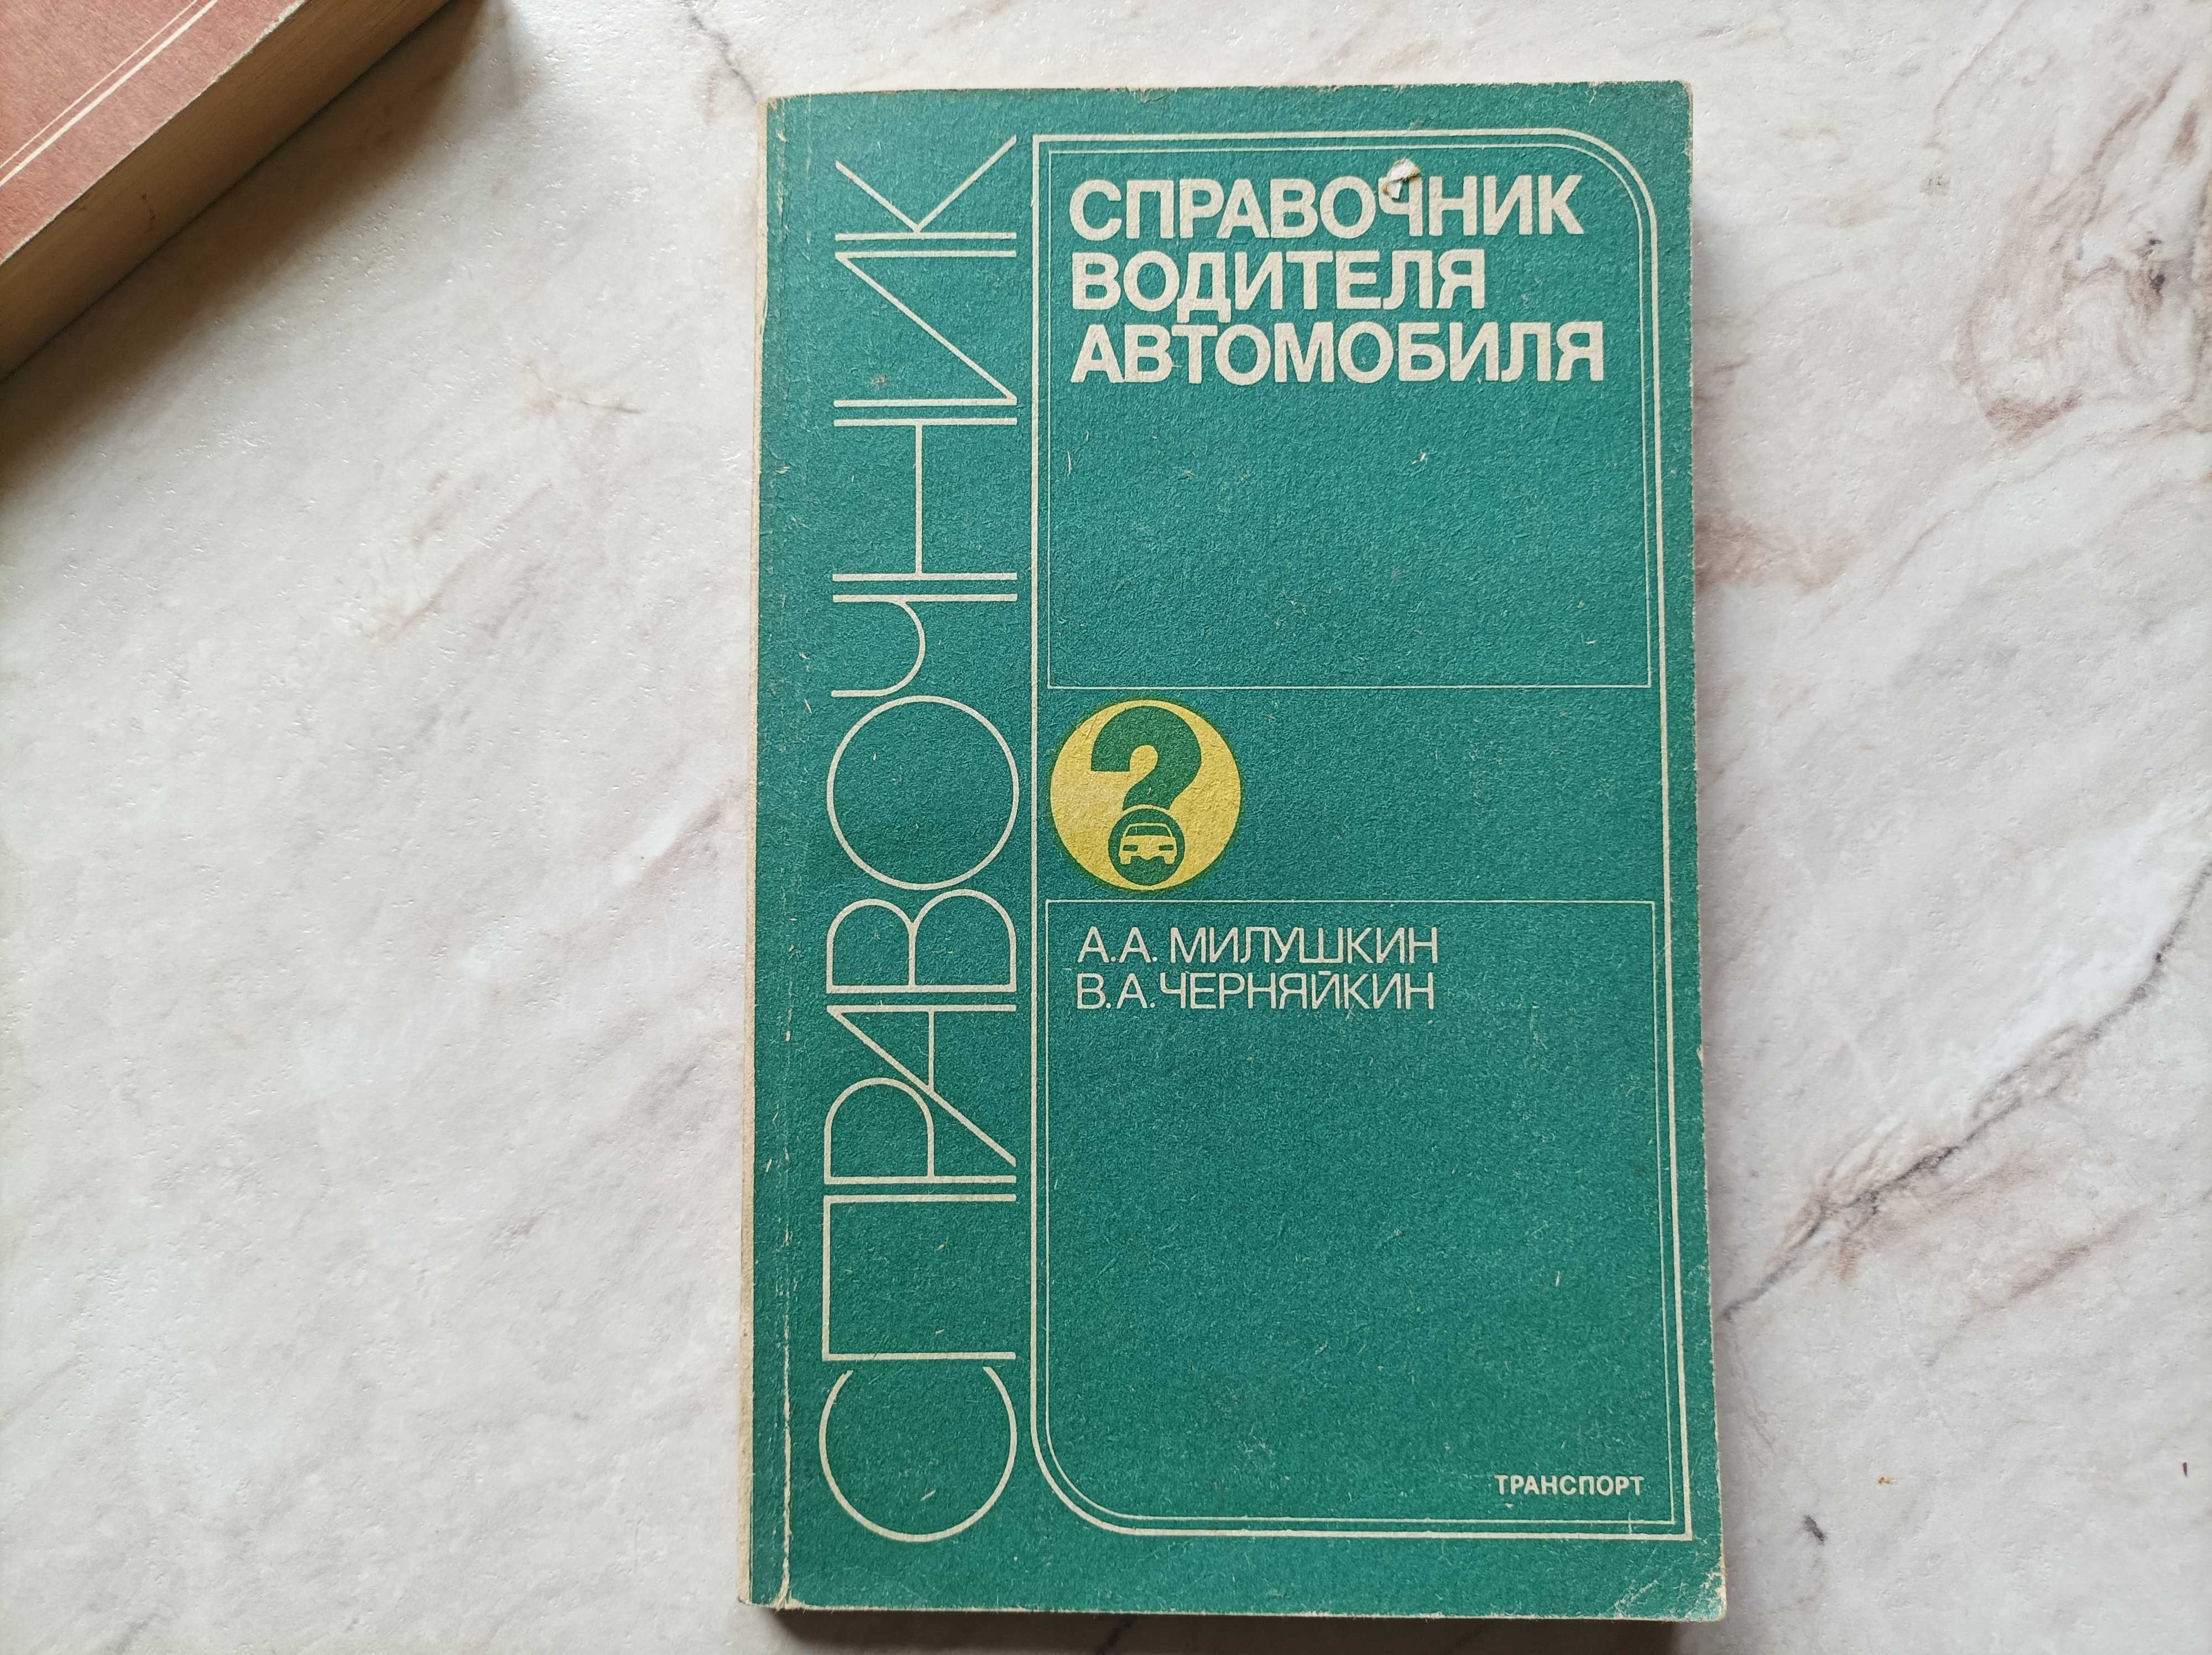 СПРАВОЧНИК
СПРАВОЧНИК
ВОДИТЕЛЯ
АВТОМОБИЛЯ
?
А.А. МИЛУШКИН
В.А. ЧЕРНЯЙКИН
ТРАНСПОРТ